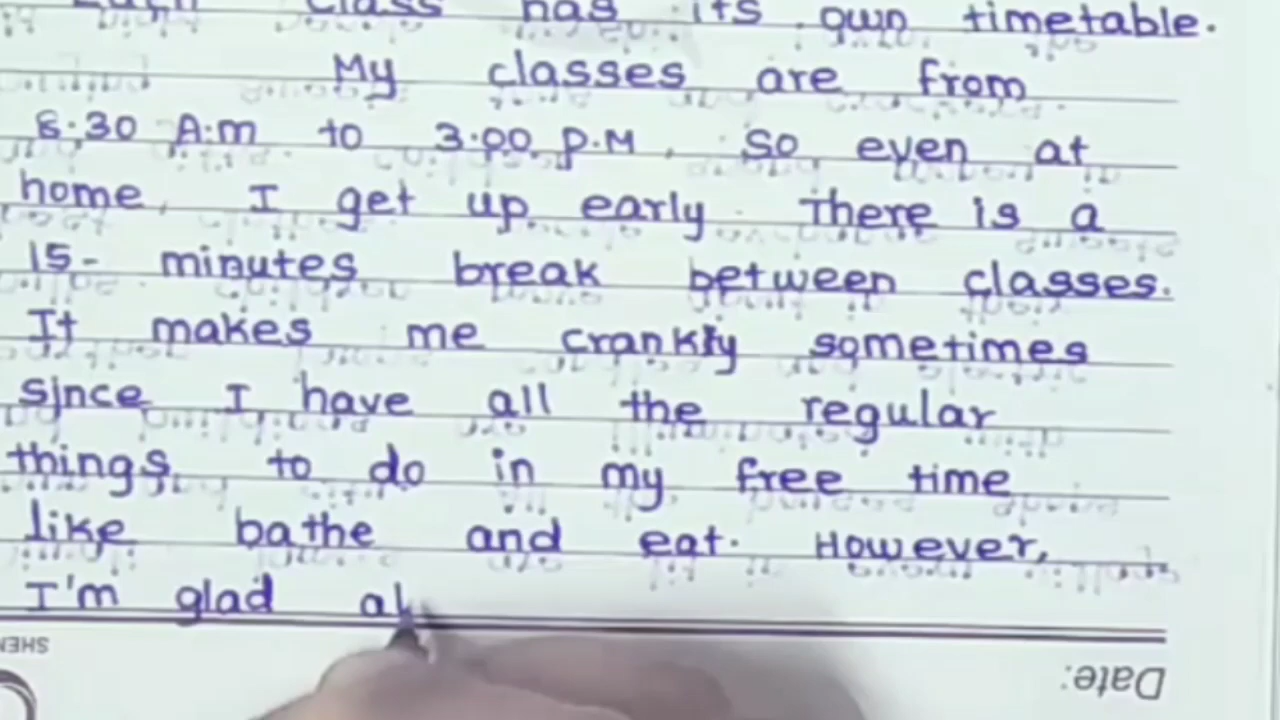 Each class has its own timetable.
My classes are from
8.30 A.m to 3.00 P.M. So even at
home, I get up early. There is a
15- minutes break between classes.
It makes me crankly sometimes
since I have all the regular
things to do in my free time
like bathe and eat. However,
I'm glad
Date: